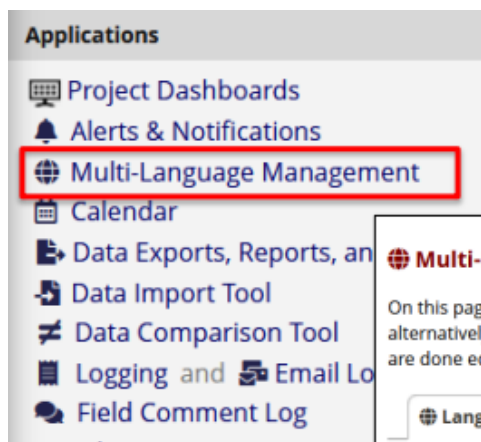 Applications
Project Dashboards
Alerts & Notifications
Multi-Language Management
Calendar
Data Exports, Reports, an
Data Import Tool
Data Comparison Tool
Logging and Email Lo
Field Comment Log
Multi-
On this pag
alternativel
are done e
Lang